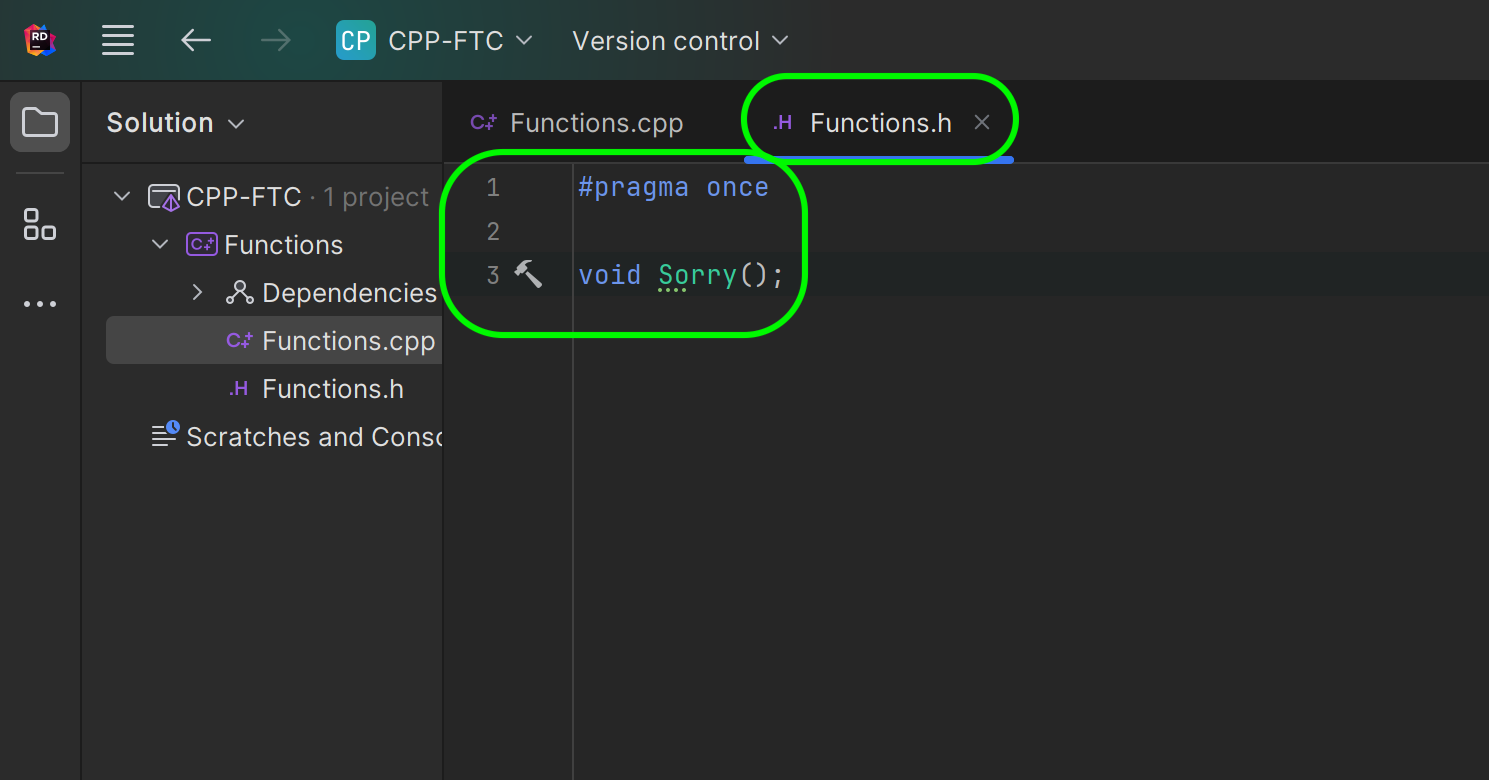 RD CP CPP-FTC Version control
Solution
C++ Functions.cpp .H Functions.h
CPP-FTC · 1 project
C++ Functions
Dependencies
C++ Functions.cpp
.H Functions.h
Scratches and Conso
1 #pragma once
2
3 void Sorry();